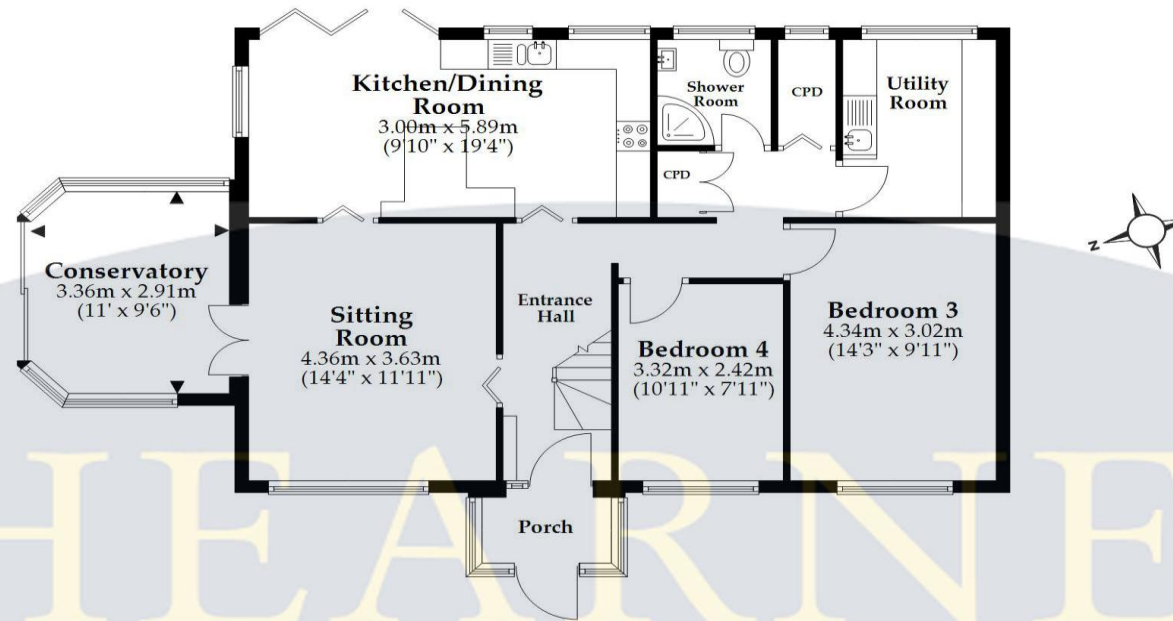 Kitchen/Dining
Room
3.00m x 5.89m
(9'10" x 19'4")
Shower
Room
CPD
Utility
Room
CPD
Conservatory
3.36m x 2.91m
(11' x 9'6")
Sitting
Room
4.36m x 3.63m
(14'4" x 11'11")
Entrance
Hall
Bedroom 4
3.32m x 2.42m
(10'11" x 7'11")
Bedroom 3
4.34m x 3.02m
(14'3" x 9'11")
Porch
N
HEARNE